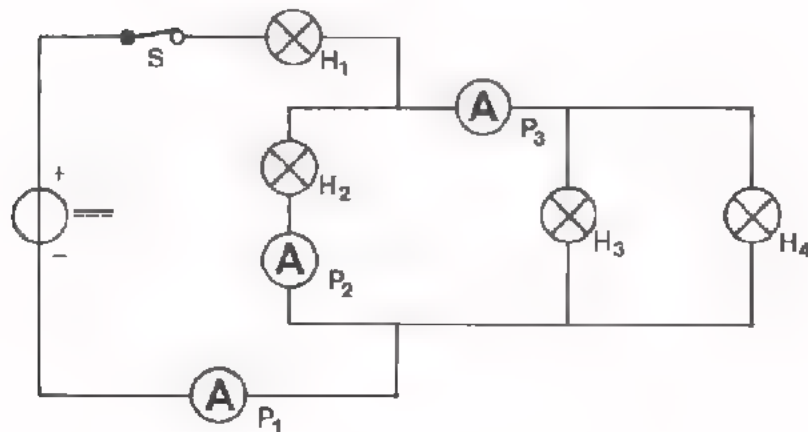 S
H₁
A
P₃
+
H₂
H₃
H₄
−
A
P₂
A
P₁